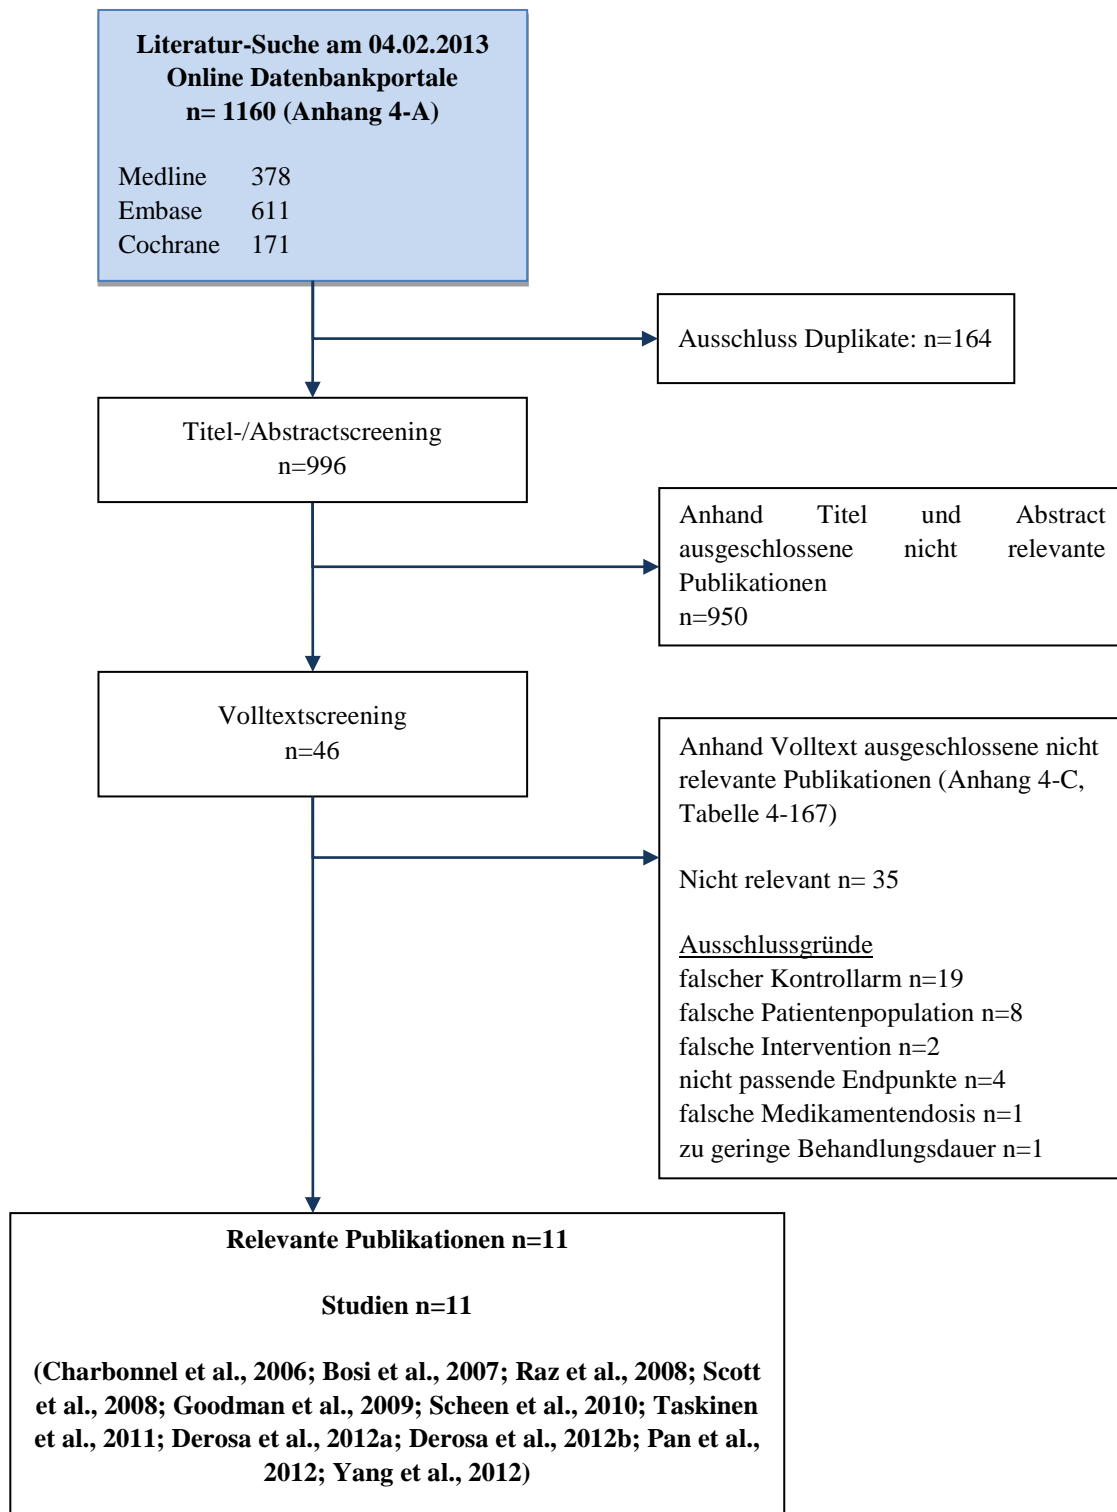 Literatur-Suche am 04.02.2013
Online Datenbankportale
n= 1160 (Anhang 4-A)
Medline 378
Embase 611
Cochrane 171
Ausschluss Duplikate: n=164
Titel-/Abstractscreening
n=996
Anhand Titel und Abstract
ausgeschlossene nicht relevante
Publikationen
n=950
Volltextscreening
n=46
Anhand Volltext ausgeschlossene nicht
relevante Publikationen (Anhang 4-C,
Tabelle 4-167)
Nicht relevant n= 35
Ausschlussgründe
falscher Kontrollarm n=19
falsche Patientenpopulation n=8
falsche Intervention n=2
nicht passende Endpunkte n=4
falsche Medikamentendosis n=1
zu geringe Behandlungsdauer n=1
Relevante Publikationen n=11
Studien n=11
(Charbonnel et al., 2006; Bosi et al., 2007; Raz et al., 2008; Scott
et al., 2008; Goodman et al., 2009; Scheen et al., 2010; Taskinen
et al., 2011; Derosa et al., 2012a; Derosa et al., 2012b; Pan et al.,
2012; Yang et al., 2012)